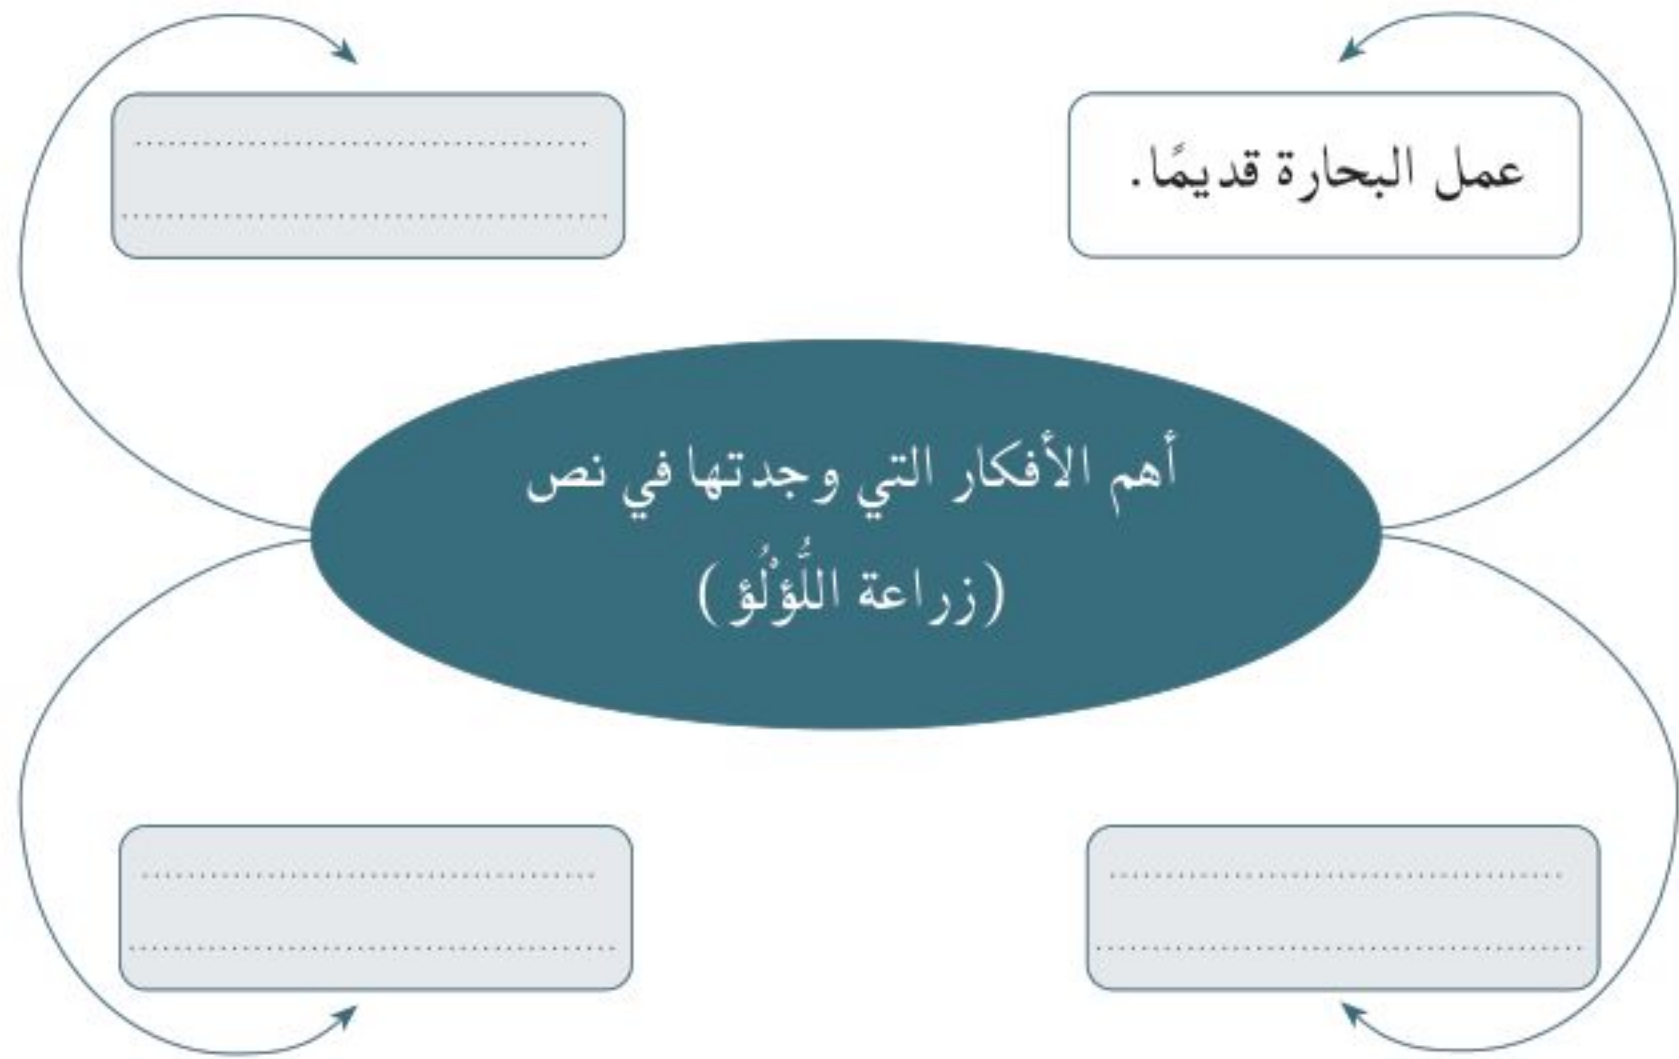 عمل البحارة قديمًا.
أهم الأفكار التي وجدتها في نص
(زراعة اللُّؤْلُؤ)